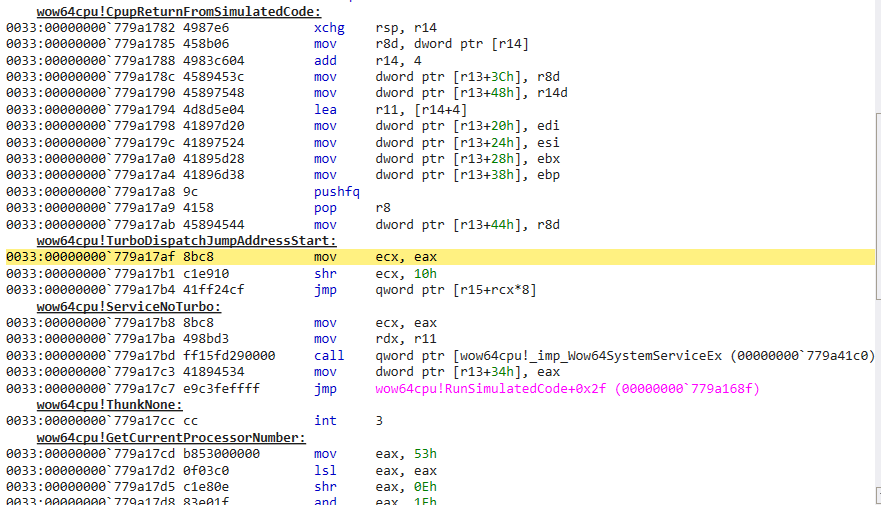 wow64cpu!CpupReturnFromSimulatedCode:
0033:00000000`779a1782 4987e6 xchg rsp, r14
0033:00000000`779a1785 458b06 mov r8d, dword ptr [r14]
0033:00000000`779a1788 4983c604 add r14, 4
0033:00000000`779a178c 4589453c mov dword ptr [r13+3Ch], r8d
0033:00000000`779a1790 45897548 mov dword ptr [r13+48h], r14d
0033:00000000`779a1794 4d8d5e04 lea r11, [r14+4]
0033:00000000`779a1798 41897d20 mov dword ptr [r13+20h], edi
0033:00000000`779a179c 41897524 mov dword ptr [r13+24h], esi
0033:00000000`779a17a0 41895d28 mov dword ptr [r13+28h], ebx
0033:00000000`779a17a4 41896d38 mov dword ptr [r13+38h], ebp
0033:00000000`779a17a8 9c pushfq
0033:00000000`779a17a9 4158 pop r8
0033:00000000`779a17ab 45894544 mov dword ptr [r13+44h], r8d
wow64cpu!TurboDispatchJumpAddressStart:
0033:00000000`779a17af 8bc8 mov ecx, eax
0033:00000000`779a17b1 c1e910 shr ecx, 10h
0033:00000000`779a17b4 41ff24cf jmp qword ptr [r15+rcx*8]
wow64cpu!ServiceNoTurbo:
0033:00000000`779a17b8 8bc8 mov ecx, eax
0033:00000000`779a17ba 498bd3 mov rdx, r11
0033:00000000`779a17bd ff15fd290000 call qword ptr [wow64cpu!_imp_Wow64SystemServiceEx (00000000`779a41c0)]
0033:00000000`779a17c3 41894534 mov dword ptr [r13+34h], eax
0033:00000000`779a17c7 e9c3feffff jmp wow64cpu!RunSimulatedCode+0x2f (00000000`779a168f)
wow64cpu!ThunkNone:
0033:00000000`779a17cc cc int 3
wow64cpu!GetCurrentProcessorNumber:
0033:00000000`779a17cd b853000000 mov eax, 53h
0033:00000000`779a17d2 0f03c0 lsl eax, eax
0033:00000000`779a17d5 c1e80e shr eax, 0Eh
0033:00000000`779a17d8 83e01f and eax, 1Fh